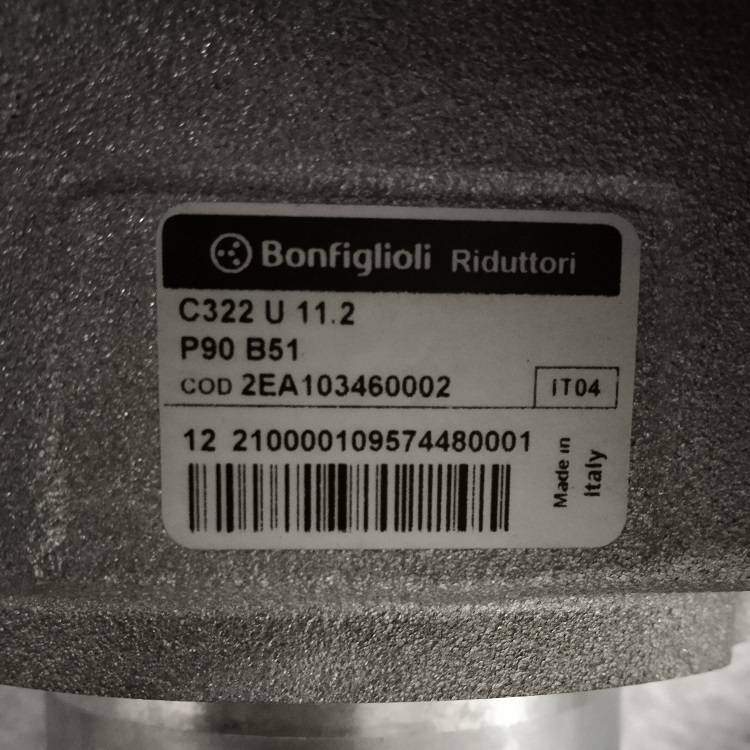 Bonfiglioli Riduttori
C322 U 11.2
P90 B51
COD 2EA103460002
IT04
12 210000109574480001
Made in
Italy